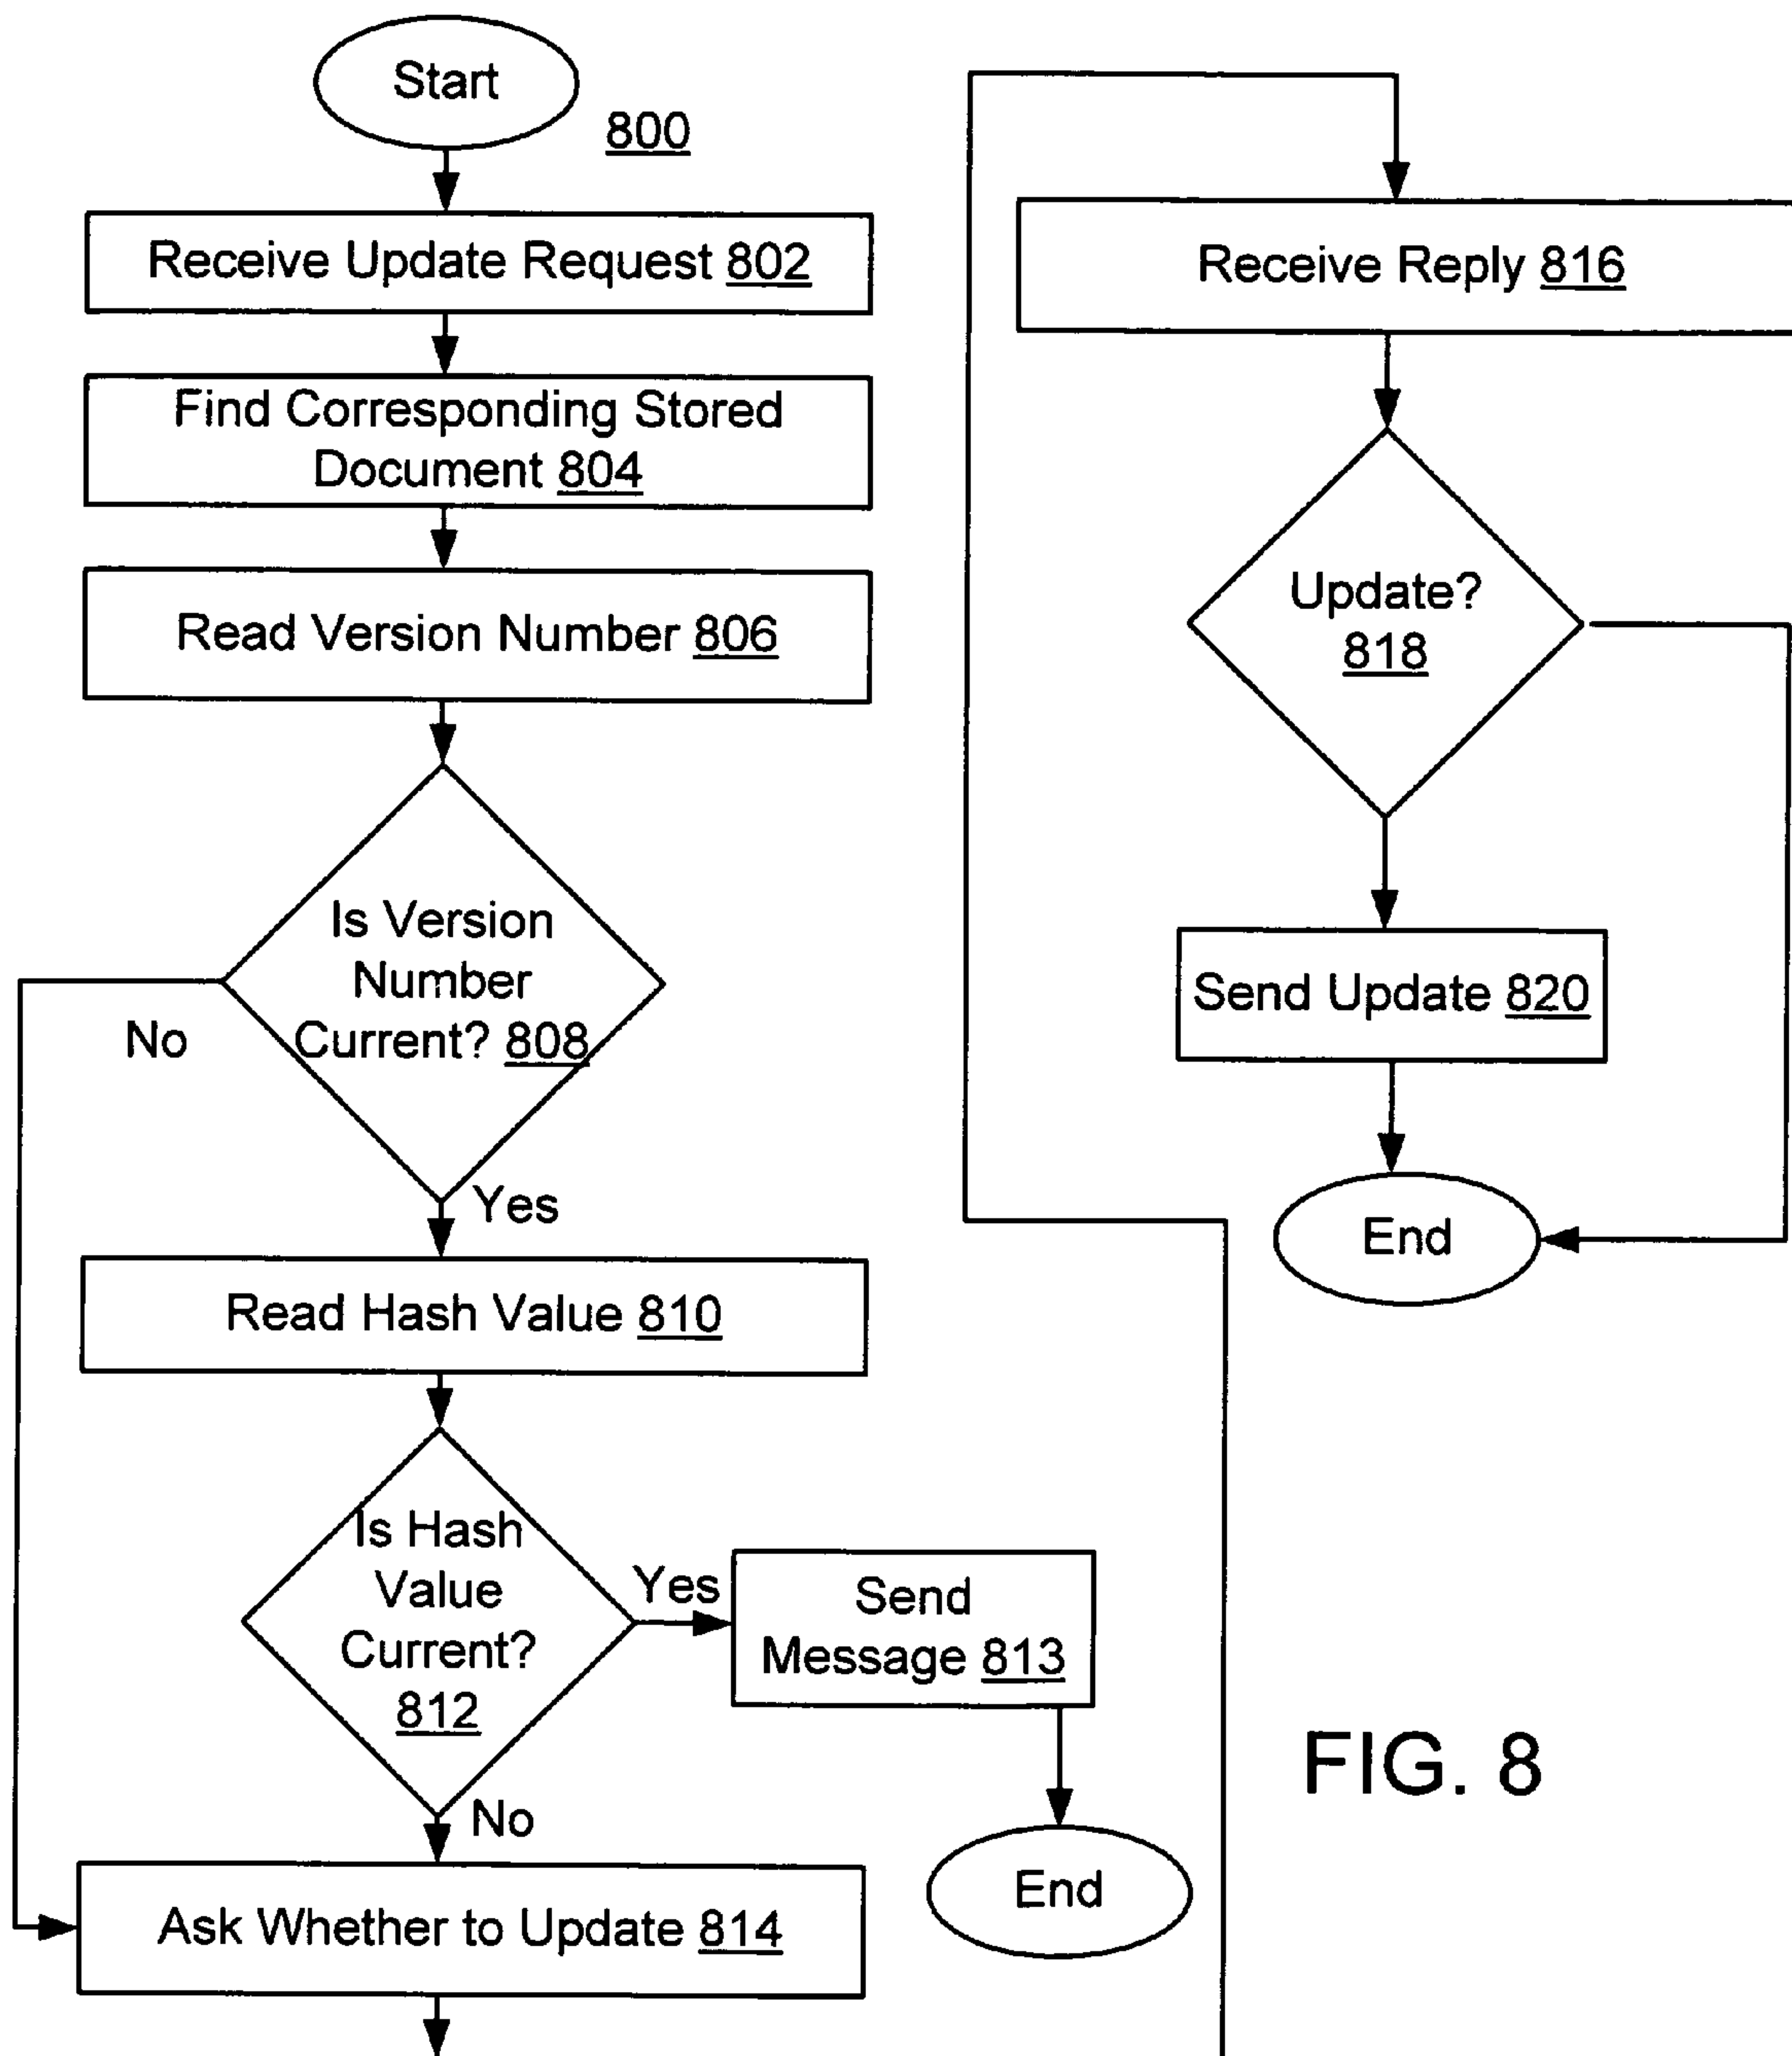 Start
800
Receive Update Request 802
Find Corresponding Stored
Document 804
Read Version Number 806
Is Version
Number
Current? 808
No
Yes
Read Hash Value 810
Is Hash
Value
Current?
812
Yes
Send
Message 813
End
No
Ask Whether to Update 814
Receive Reply 816
Update?
818
Send Update 820
End
FIG. 8